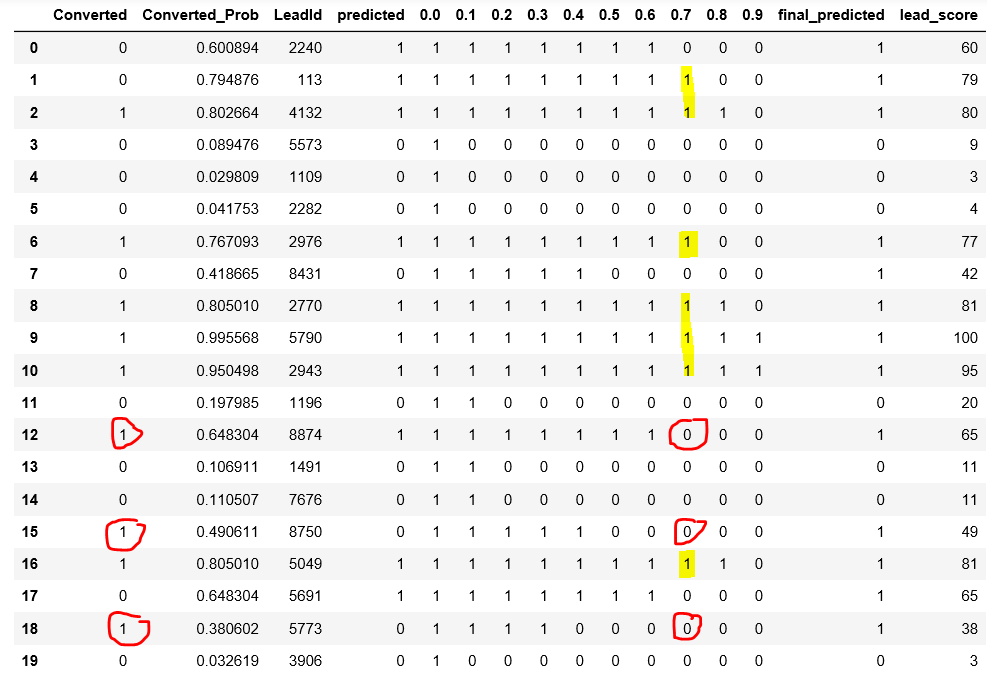 Converted Converted_Prob LeadId predicted 0.0 0.1 0.2 0.3 0.4 0.5 0.6 0.7 0.8 0.9 final_predicted lead_score
0 0 0.600894 2240 1 1 1 1 1 1 1 1 0 0 0 1 60
1 0 0.794876 113 1 1 1 1 1 1 1 1 1 0 0 1 79
2 1 0.802664 4132 1 1 1 1 1 1 1 1 1 1 0 1 80
3 0 0.089476 5573 0 1 0 0 0 0 0 0 0 0 0 0 9
4 0 0.029809 1109 0 1 0 0 0 0 0 0 0 0 0 0 3
5 0 0.041753 2282 0 1 0 0 0 0 0 0 0 0 0 0 4
6 1 0.767093 2976 1 1 1 1 1 1 1 1 1 0 0 1 77
7 0 0.418665 8431 0 1 1 1 1 1 0 0 0 0 0 1 42
8 1 0.805010 2770 1 1 1 1 1 1 1 1 1 1 0 1 81
9 1 0.995568 5790 1 1 1 1 1 1 1 1 1 1 1 1 100
10 1 0.950498 2943 1 1 1 1 1 1 1 1 1 1 1 1 95
11 0 0.197985 1196 0 1 1 0 0 0 0 0 0 0 0 0 20
12 1 0.648304 8874 1 1 1 1 1 1 1 1 0 0 0 1 65
13 0 0.106911 1491 0 1 1 0 0 0 0 0 0 0 0 0 11
14 0 0.110507 7676 0 1 1 0 0 0 0 0 0 0 0 0 11
15 1 0.490611 8750 0 1 1 1 1 1 0 0 0 0 0 1 49
16 1 0.805010 5049 1 1 1 1 1 1 1 1 1 1 0 1 81
17 0 0.648304 5691 1 1 1 1 1 1 1 1 0 0 0 1 65
18 1 0.380602 5773 0 1 1 1 1 0 0 0 0 0 0 1 38
19 0 0.032619 3906 0 1 0 0 0 0 0 0 0 0 0 0 3